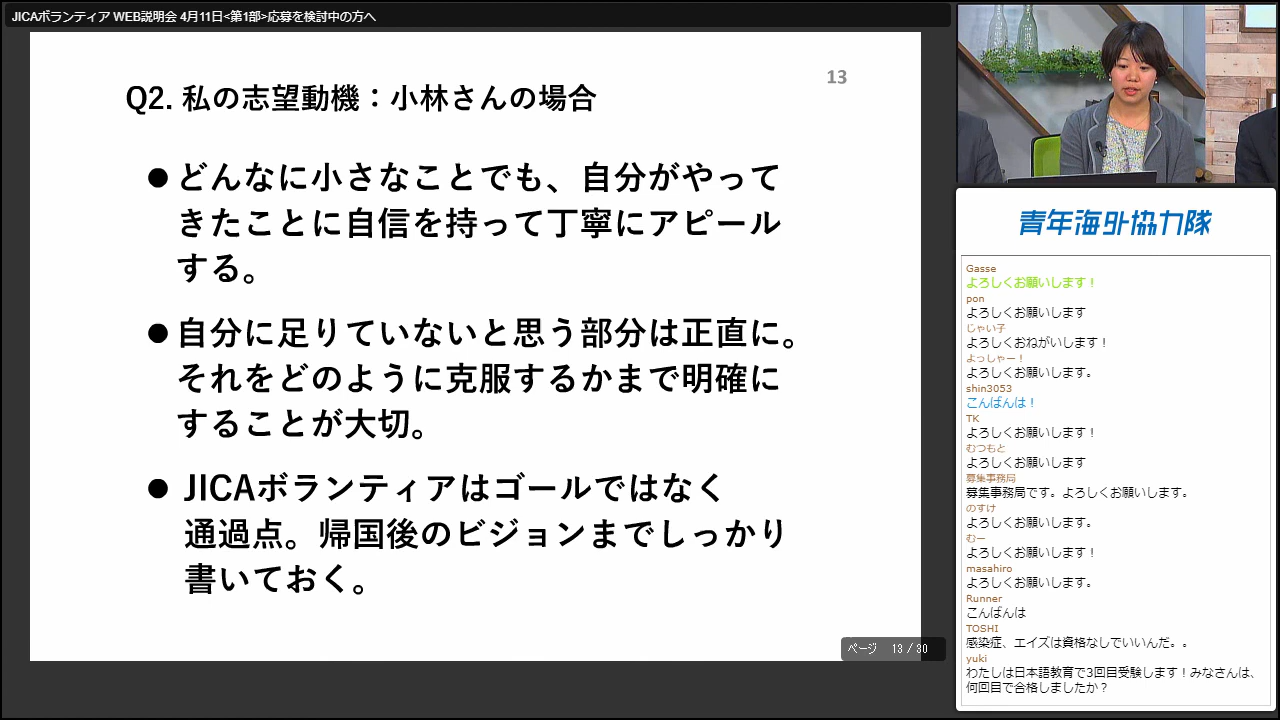 JICAボランティア WEB説明会 4月11日<第1部>応募を検討中の方へ
13
Q2. 私の志望動機：小林さんの場合
●どんなに小さなことでも、自分がやって
きたことに自信を持って丁寧にアピール
する。
●自分に足りていないと思う部分は正直に。
それをどのように克服するかまで明確に
することが大切。
● JICAボランティアはゴールではなく
通過点。帰国後のビジョンまでしっかり
書いておく。
ページ 13 / 30
青年海外協力隊
Gasse
よろしくお願いします！
pon
よろしくお願いします
じゃい子
よろしくおねがいします！
よっしゃー！
よろしくお願いします。
shin3053
こんばんは！
TK
よろしくお願いします！
むつもと
よろしくお願いします
募集事務局
募集事務局です。よろしくお願いします。
のすけ
よろしくお願いします。
むー
よろしくお願いします！
masahiro
よろしくお願いします。
Runner
こんばんは
TOSHI
感染症、エイズは資格なしでいいんだ。。
yuki
わたしは日本語教育で3回目受験します！みなさんは、
何回目で合格しましたか？